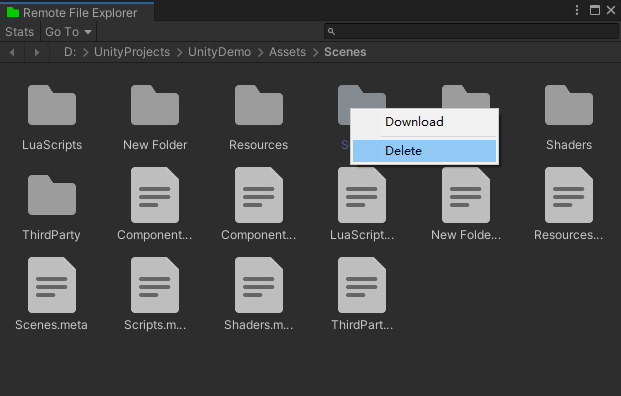 Remote File Explorer
Stats Go To
D: UnityProjects UnityDemo Assets Scenes
Download
Delete
LuaScripts New Folder Resources Shaders
ThirdParty Component... Component... LuaScript... New Folde... Resources...
Scenes.meta Scripts.m... Shaders.m... ThirdPart...